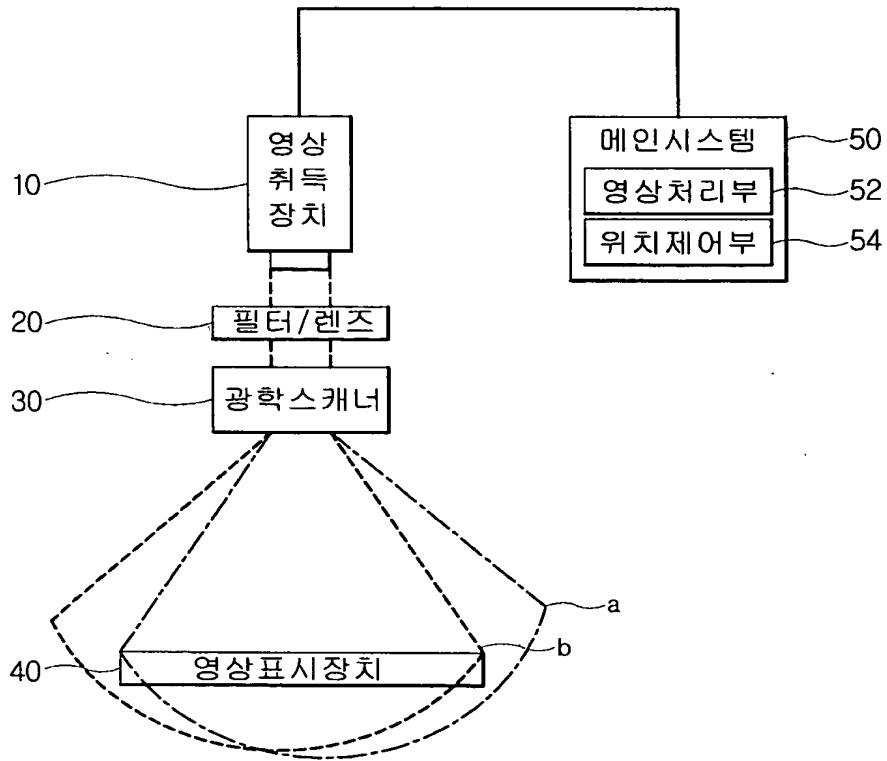 영상
취득
장치
10
메인시스템
50
영상처리부
52
위치제어부
54
20
필터/렌즈
30
광학스캐너
a
b
40
영상표시장치